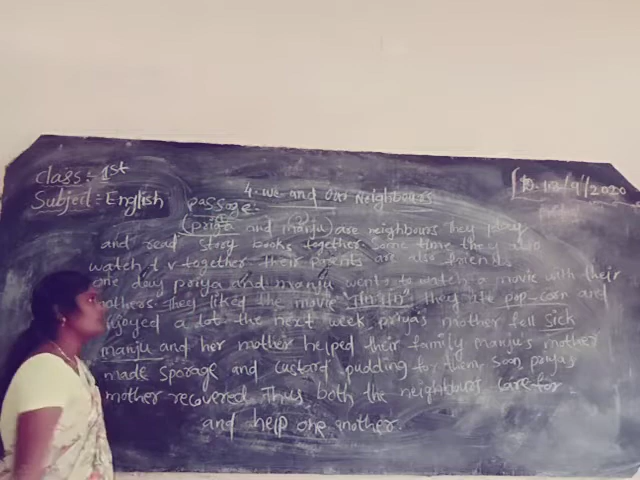 class:- 1st
Subject:- English
D. 12/9/2020
4. we and Our Neighbours
passage:-
(priya and manju) are neighbours they play
and read story books together. Some time they also
watch t v together their parents are also friends.
one day priya and manju went to watch a movie with their
mothers. They liked the movie they ate pop-corn and
enjoyed a lot. the next week priya's mother fell sick
manju and her mother helped their family manju's mother
made sporage and custard pudding for them soon priya's
mother recovered. Thus both the neighbours care for
and help one another.